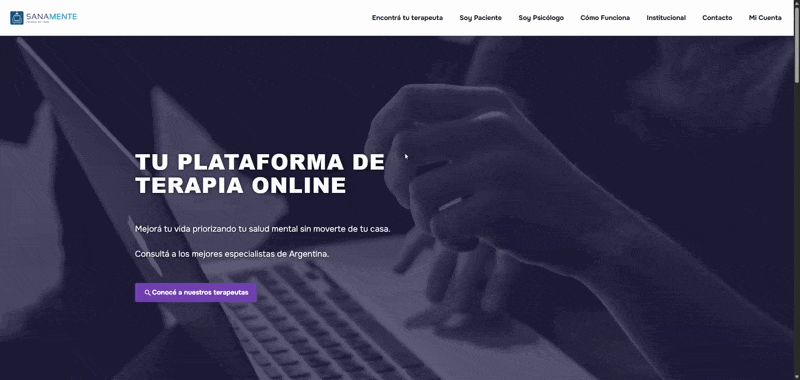 SANAMENTE
Encontrá tu terapeuta
Soy Paciente
Soy Psicólogo
Cómo Funciona
Institucional
Contacto
Mi Cuenta
TU PLATAFORMA DE
TERAPIA ONLINE
Mejorá tu vida priorizando tu salud mental sin moverte de tu casa.
Consultá a los mejores especialistas de Argentina.
Conocé a nuestros terapeutas